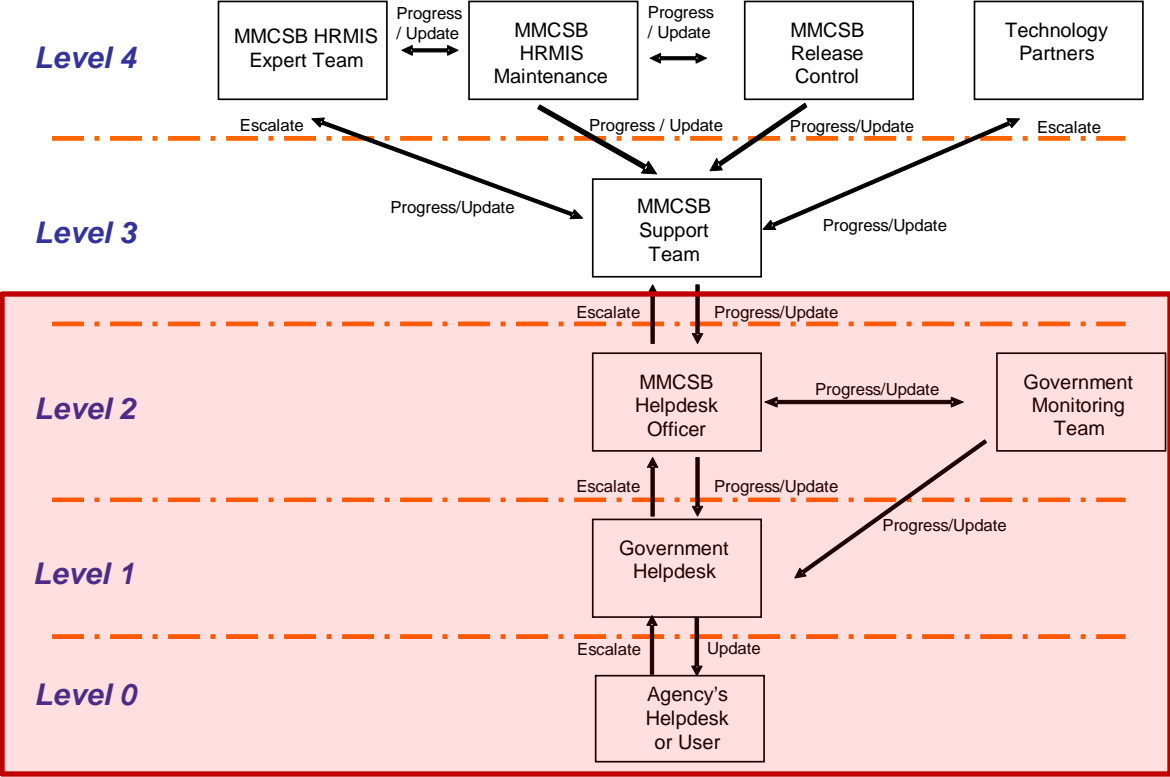 Level 4
MMCSB HRMIS
Expert Team
Progress
/ Update
MMCSB
HRMIS
Maintenance
Progress
/ Update
MMCSB
Release
Control
Technology
Partners
Escalate
Progress / Update
Progress/Update
Escalate
Level 3
Progress/Update
MMCSB
Support
Team
Progress/Update
Escalate
Progress/Update
Level 2
MMCSB
Helpdesk
Officer
Progress/Update
Government
Monitoring
Team
Escalate
Progress/Update
Progress/Update
Level 1
Government
Helpdesk
Escalate
Update
Level 0
Agency’s
Helpdesk
or User